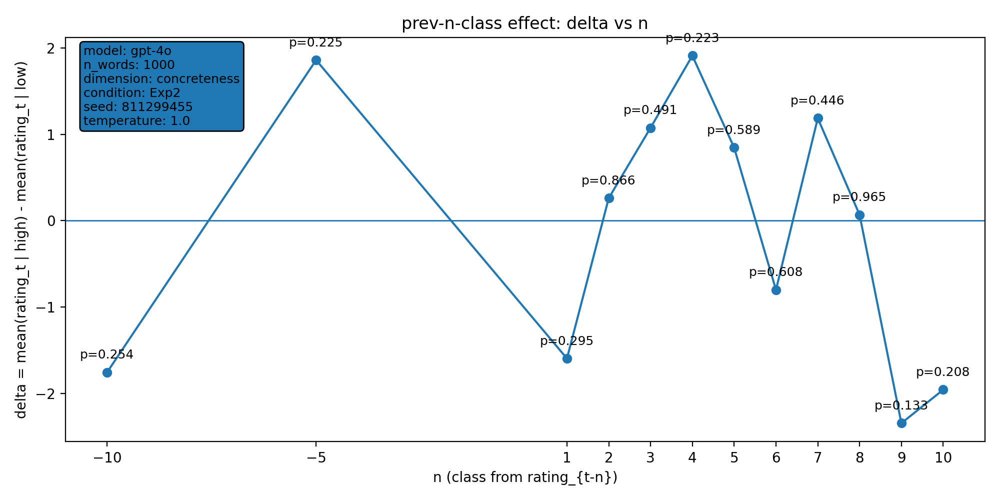 prev-n-class effect: delta vs n
model: gpt-4o
n_words: 1000
dimension: concreteness
condition: Exp2
seed: 811299455
temperature: 1.0
delta = mean(rating_t | high) - mean(rating_t | low)
2
1
0
−1
−2
p=0.254
p=0.225
p=0.295
p=0.866
p=0.491
p=0.223
p=0.589
p=0.608
p=0.446
p=0.965
p=0.133
p=0.208
−10 −5 1 2 3 4 5 6 7 8 9 10
n (class from rating_{t-n})